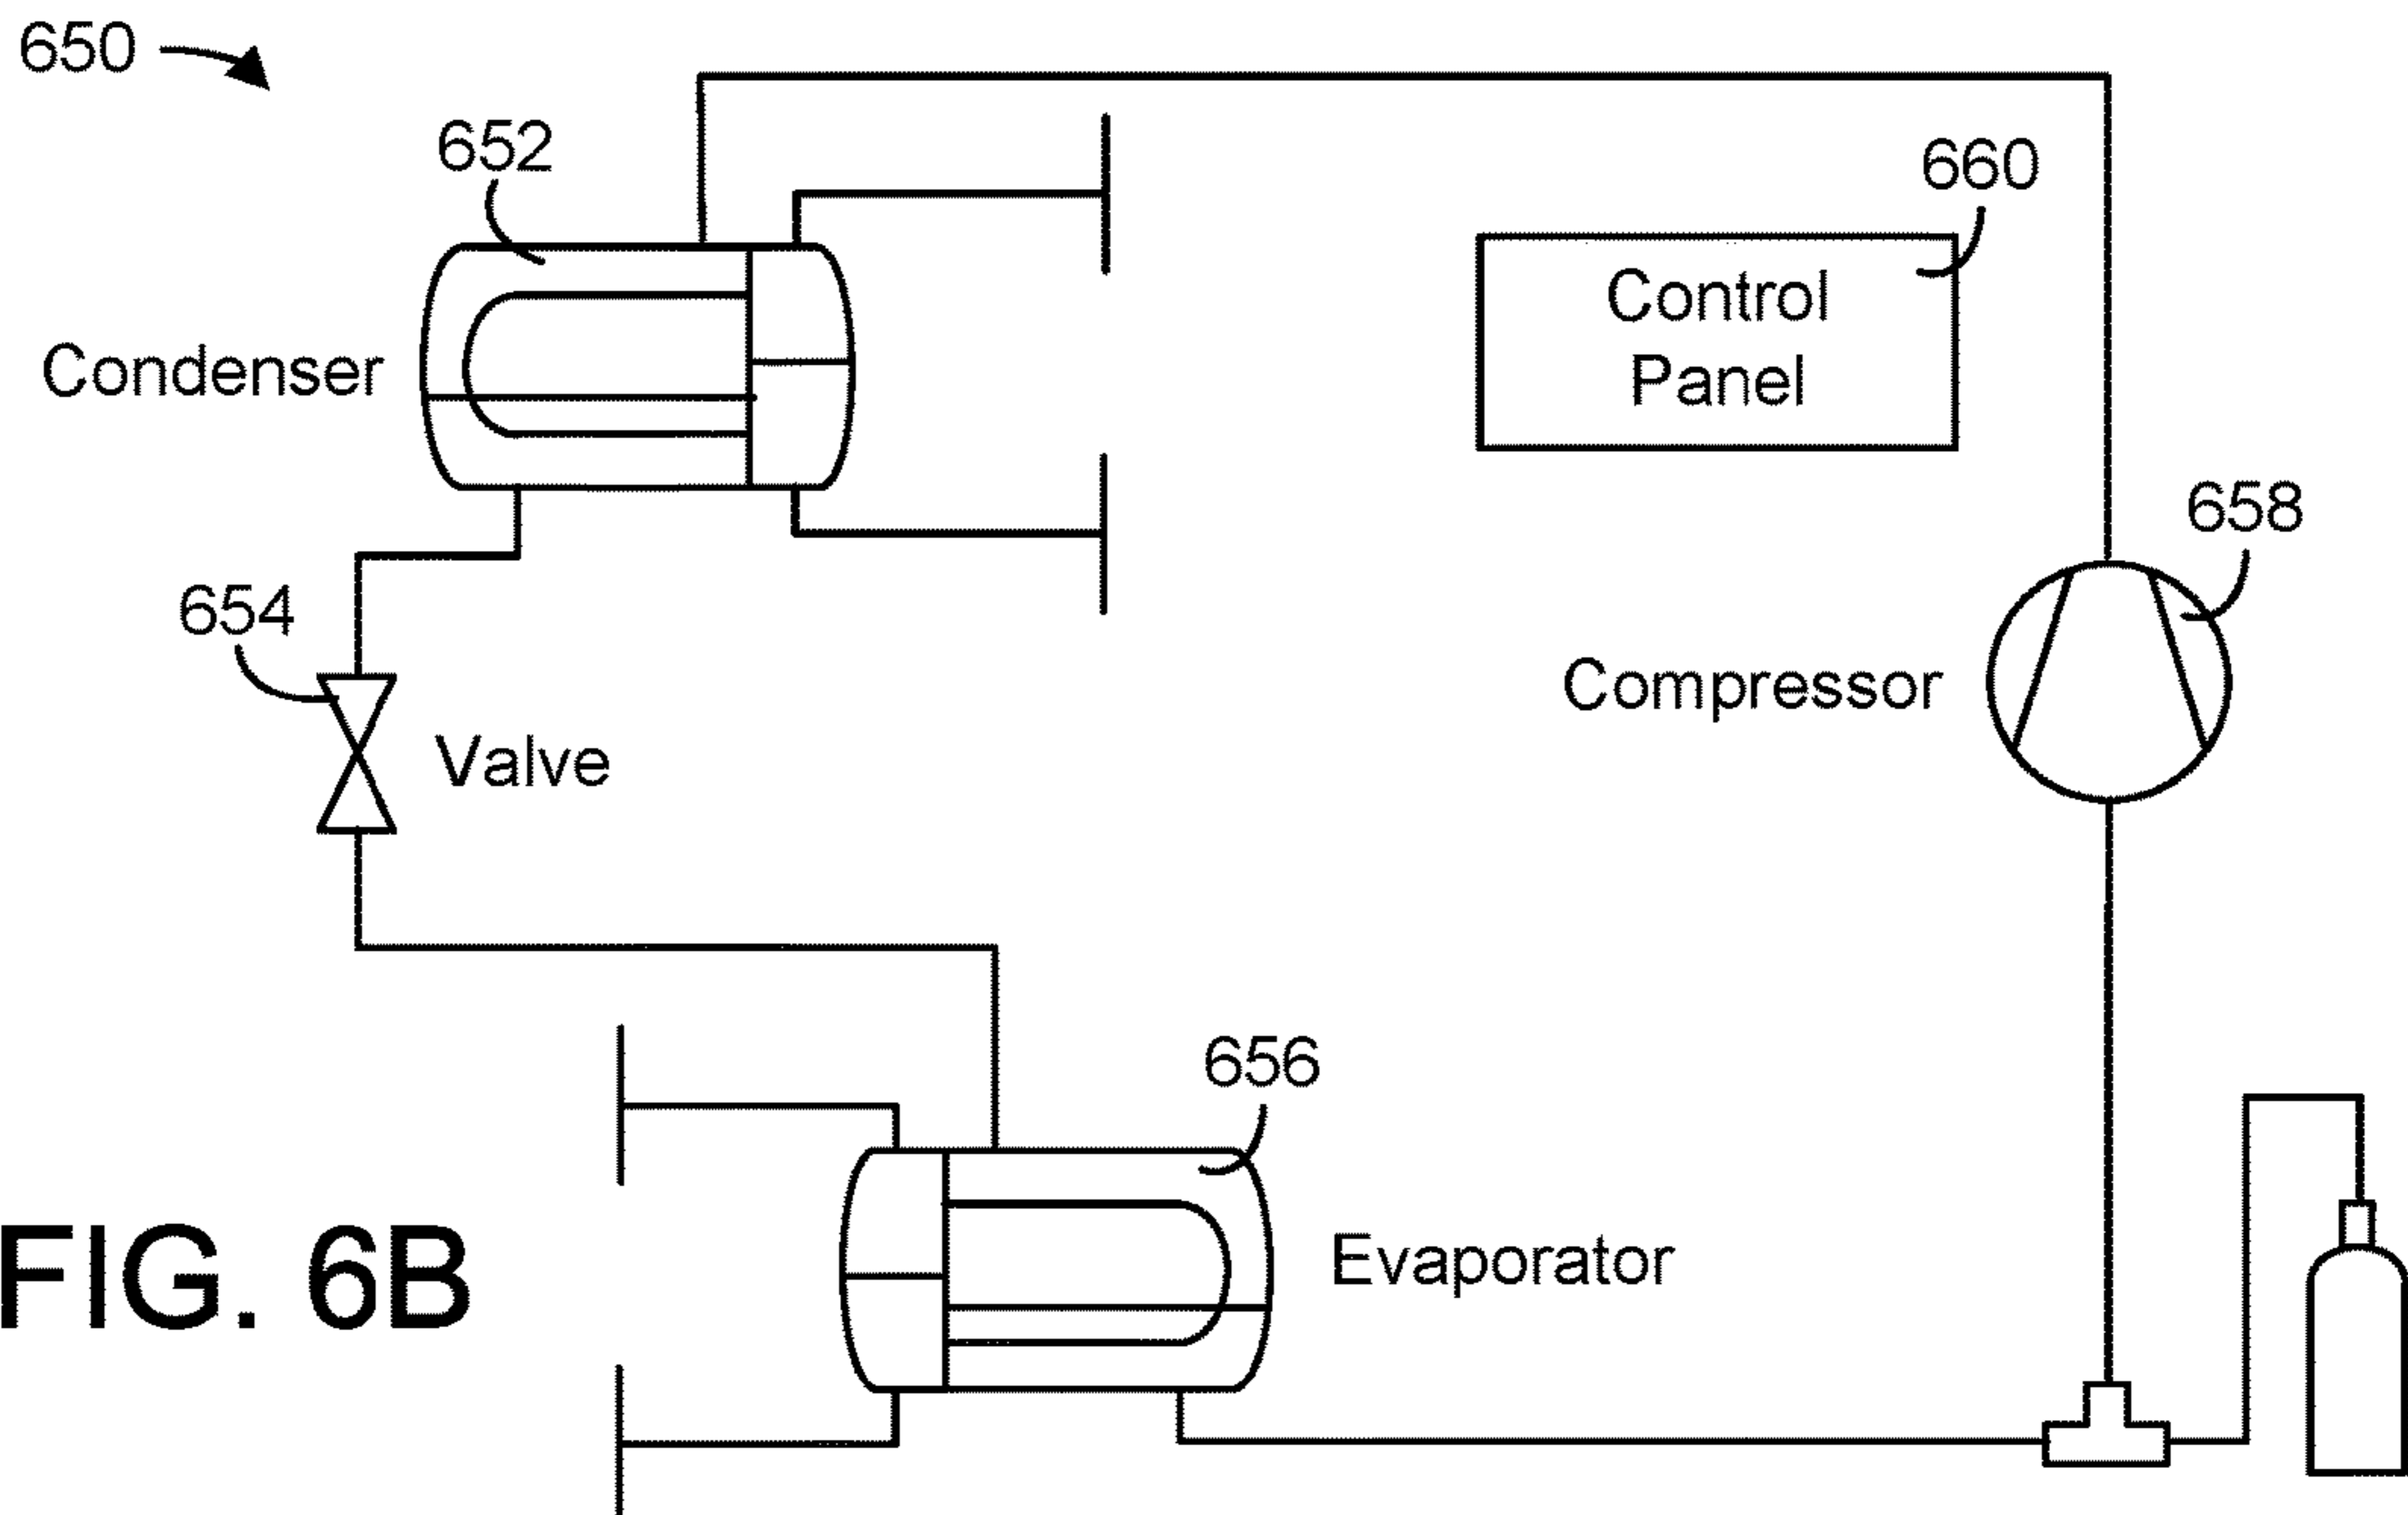 650
652
660
Control
Panel
Condenser
658
654
Compressor
Valve
656
Evaporator
FIG. 6B